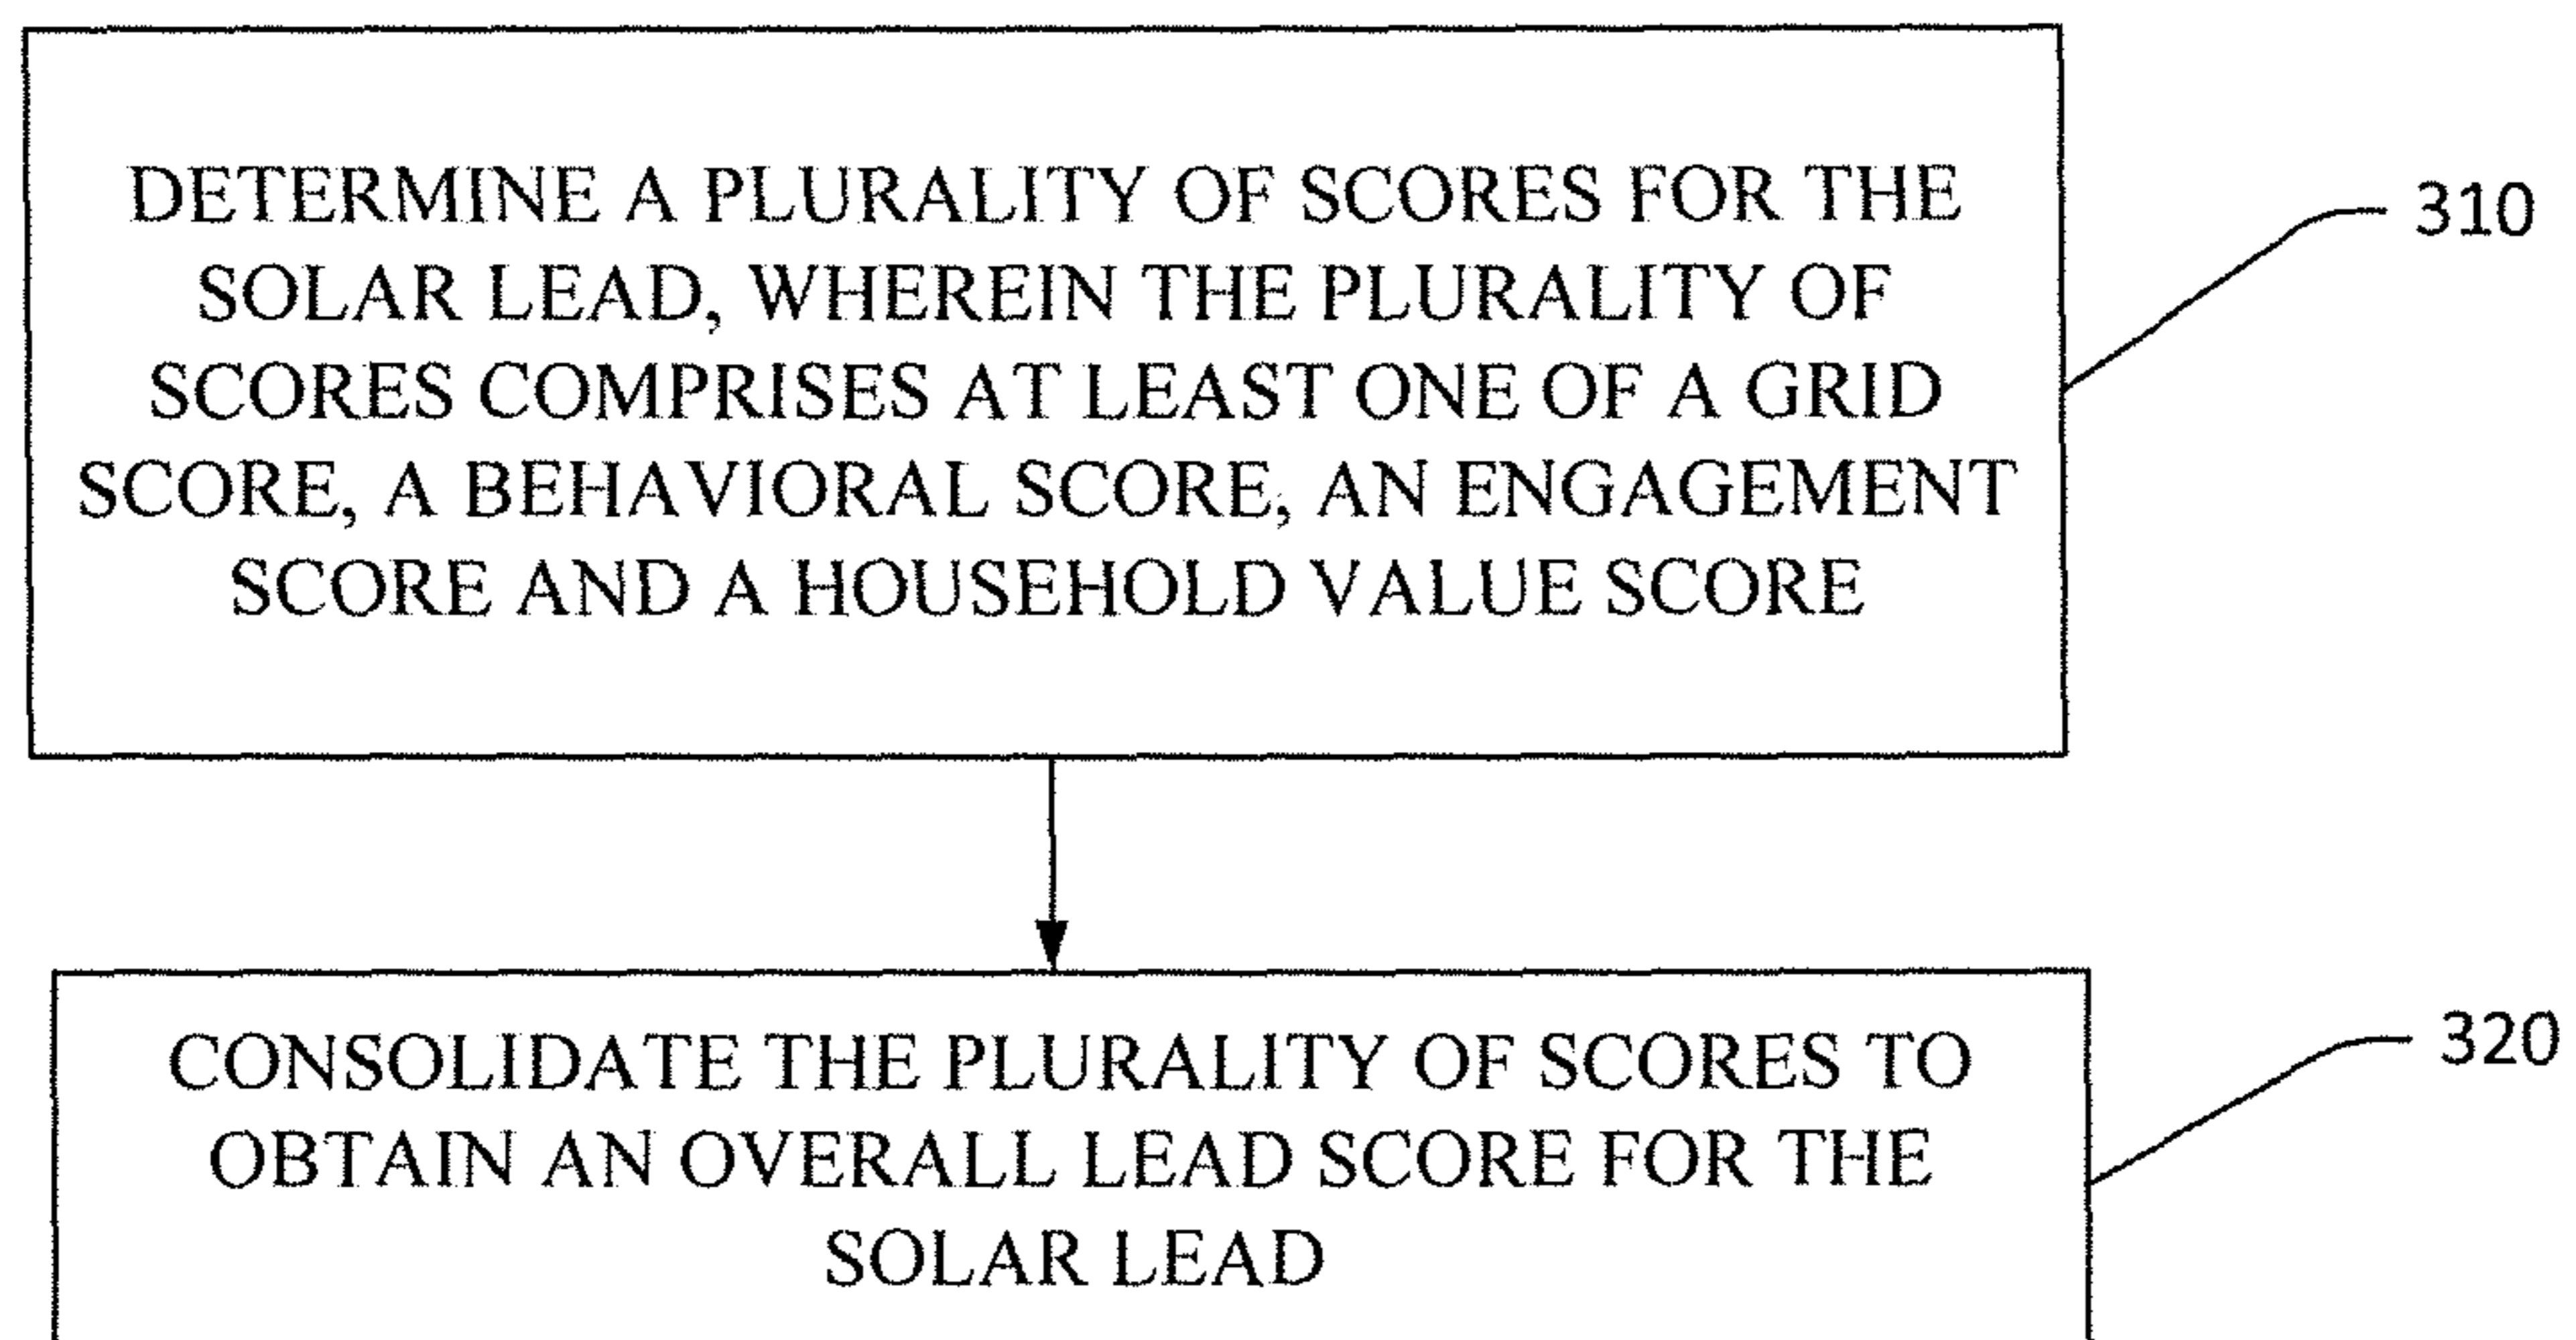 DETERMINE A PLURALITY OF SCORES FOR THE
SOLAR LEAD, WHEREIN THE PLURALITY OF
SCORES COMPRISES AT LEAST ONE OF A GRID
SCORE, A BEHAVIORAL SCORE, AN ENGAGEMENT
SCORE AND A HOUSEHOLD VALUE SCORE
310
CONSOLIDATE THE PLURALITY OF SCORES TO
OBTAIN AN OVERALL LEAD SCORE FOR THE
SOLAR LEAD
320